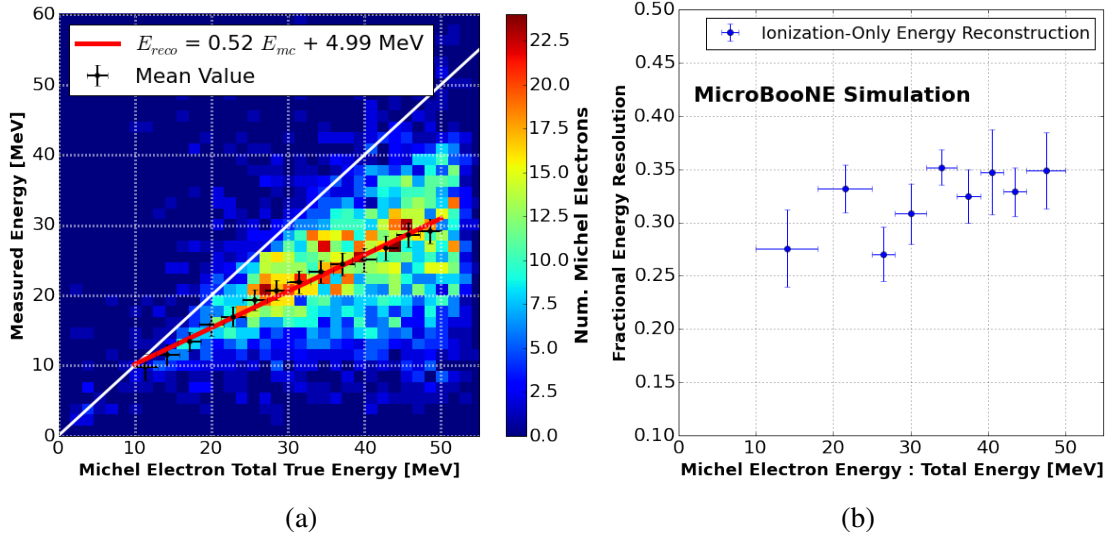 60
50
40
30
20
10
0
Measured Energy [MeV]
E_reco = 0.52 E_mc + 4.99 MeV
Mean Value
0 10 20 30 40 50
Michel Electron Total True Energy [MeV]
22.5
20.0
17.5
15.0
12.5
10.0
7.5
5.0
2.5
0.0
Num. Michel Electrons
(a)
0.50
0.45
0.40
0.35
0.30
0.25
0.20
0.15
0.10
Fractional Energy Resolution
Ionization-Only Energy Reconstruction
MicroBooNE Simulation
0 10 20 30 40 50
Michel Electron Energy : Total Energy [MeV]
(b)